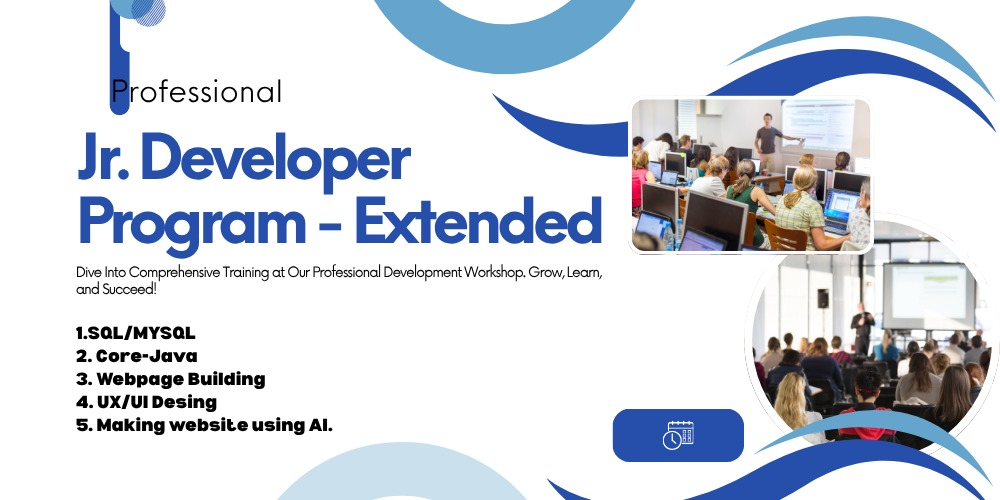 Professional
Jr. Developer
Program - Extended
Dive Into Comprehensive Training at Our Professional Development Workshop. Grow, Learn,
and Succeed!
1.SQL/MYSQL
2. Core-Java
3. Webpage Building
4. UX/UI Desing
5. Making website using AI.